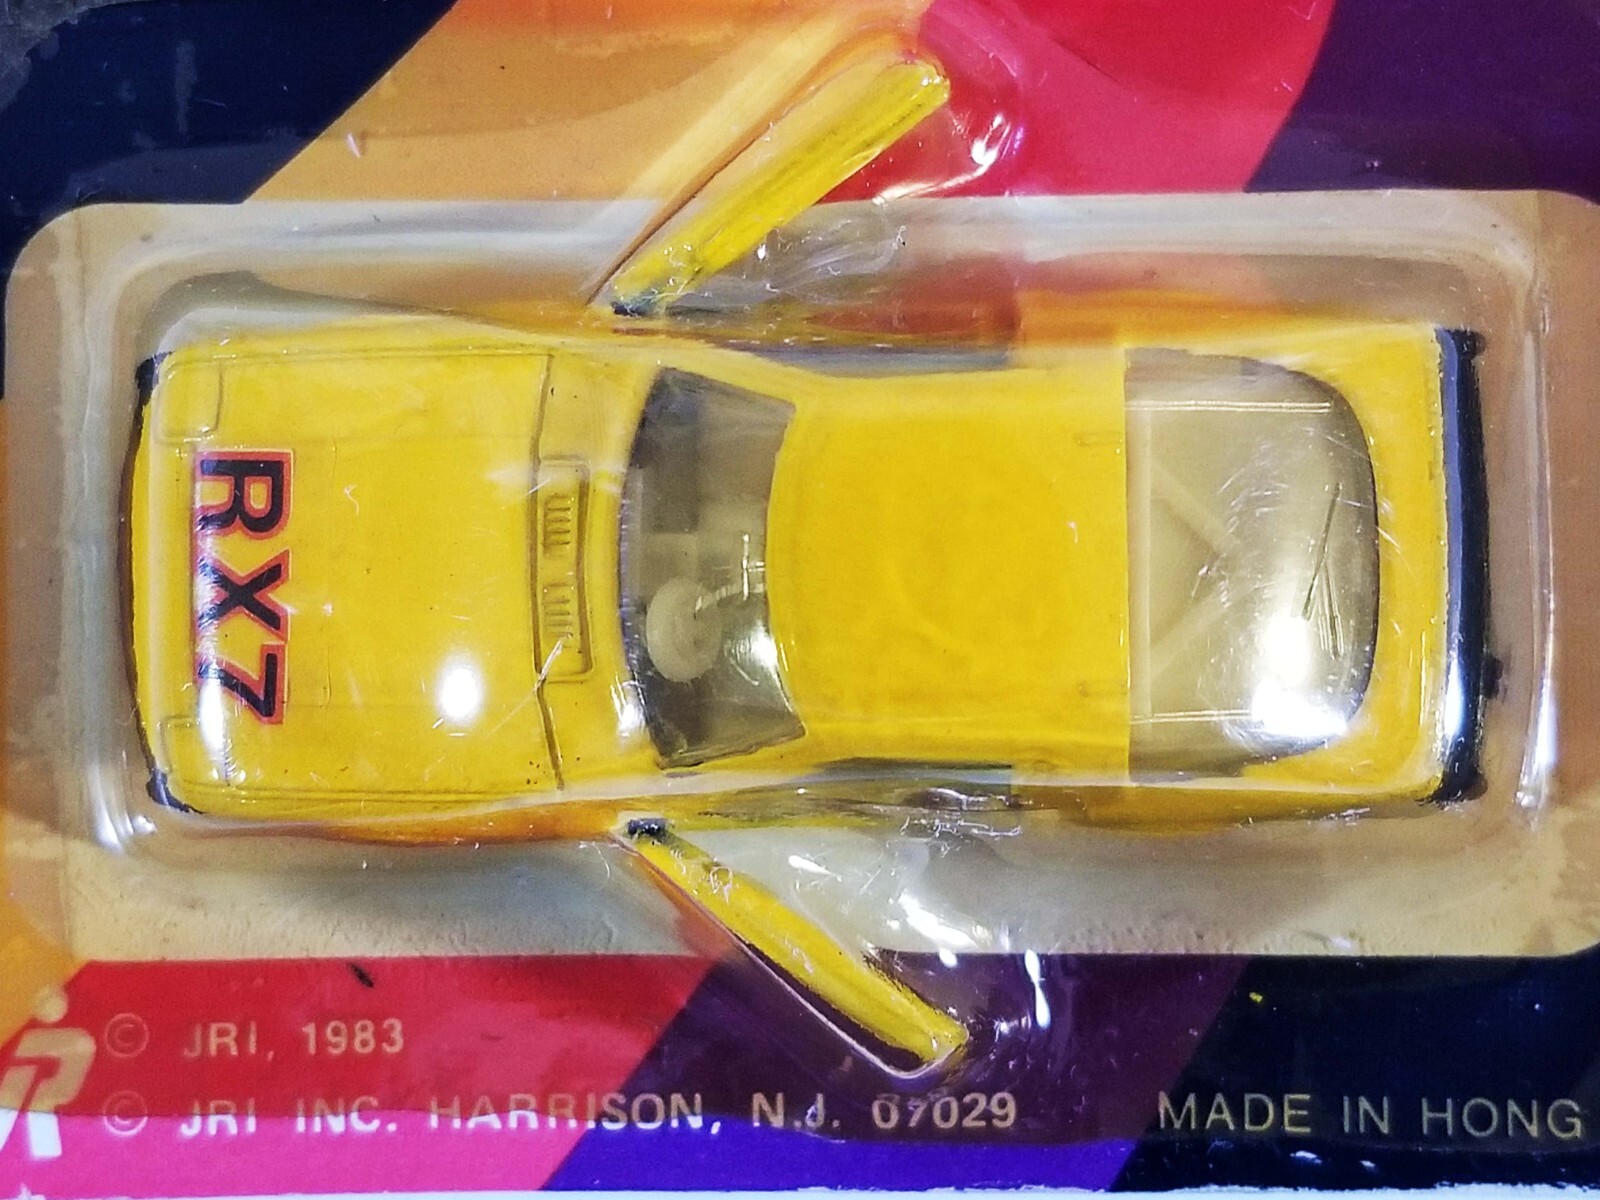 RX7
© JRI, 1983
© JRI INC. HARRISON, N.J. 07029
MADE IN HONG